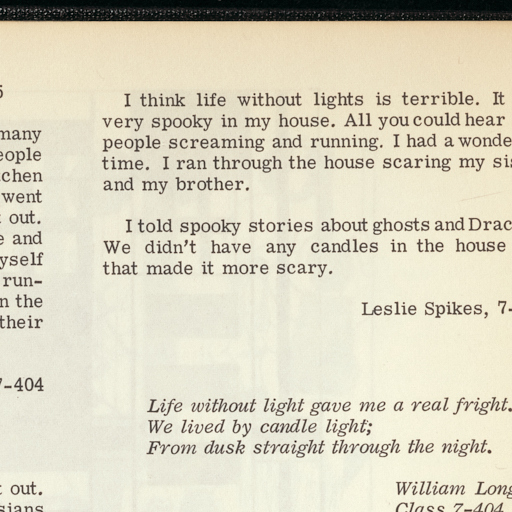 5
many
eople
chen
went
out.
e and
yself
run-
n the
their
7-404
out.
sians
I think life without lights is terrible. It
very spooky in my house. All you could hear
people screaming and running. I had a wonde
time. I ran through the house scaring my sis
and my brother.
I told spooky stories about ghosts and Drac
We didn't have any candles in the house
that made it more scary.
Leslie Spikes, 7-
Life without light gave me a real fright.
We lived by candle light;
From dusk straight through the night.
William Long
Class 7-404